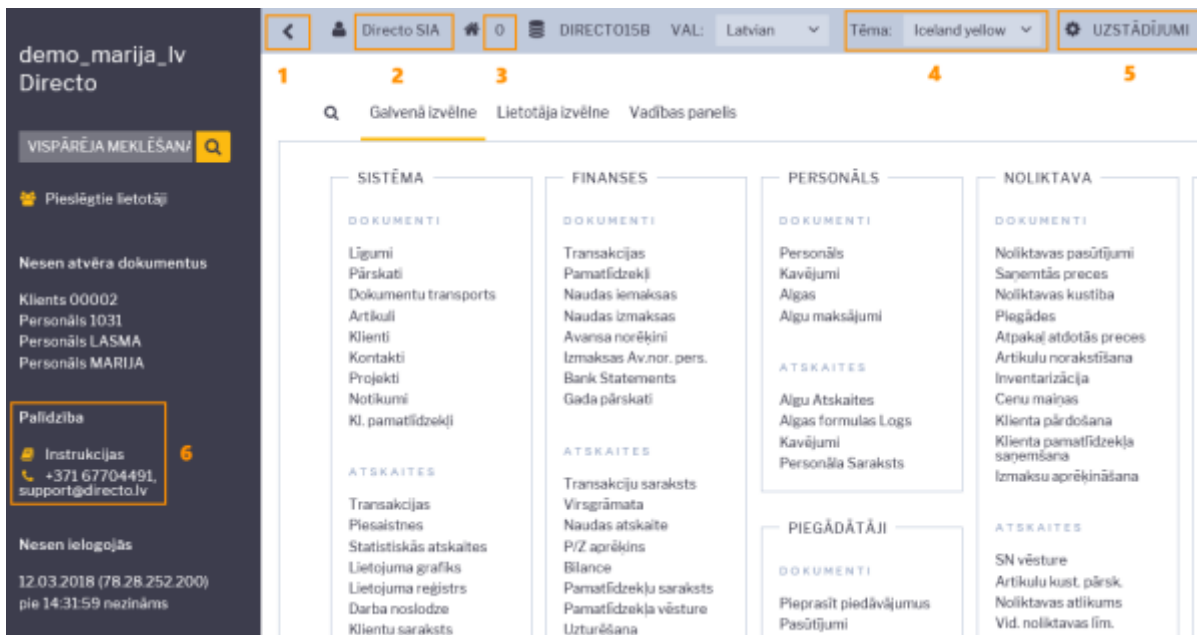 demo_marija_lv
Directo
VISPĀRĒJA MEKLĒŠANA
Pieslēgtie lietotāji
Nesen atvēra dokumentus
Klients 00002
Personāls 1031
Personāls LASMA
Personāls MARIJA
Palīdzība
Instrukcijas
6
+371 67704491,
support@directo.lv
Nesen ielogojās
12.03.2018 (78.28.252.200)
pie 14:31:59 nezināms
Directo SIA 0 DIRECTO15B VAL: Latvian Tēma: Iceland yellow UZSTĀDĪJUMI
1 2 3 4 5
Galvenā izvēlne Lietotāja izvēlne Vadības panelis
SISTĒMA
DOKUMENTI
Līgumi
Pārskati
Dokumentu transports
Artikuli
Klienti
Kontakti
Projekti
Notikumi
Kl. pamatlīdzekļi
ATSKAITES
Transakcijas
Piesaistnes
Statistiskās atskaites
Lietojuma grafiks
Lietojuma reģistrs
Darba noslodze
Klientu saraksts
FINANSES
DOKUMENTI
Transakcijas
Pamatlīdzekļi
Naudas iemaksas
Naudas izmaksas
Avansa norēķini
Izmaksas Av.nor. pers.
Bank Statements
Gada pārskati
ATSKAITES
Transakciju saraksts
Virsgrāmata
Naudas atskaite
P/Z aprēķins
Bilance
Pamatlīdzekļu saraksts
Pamatlīdzekļa vēsture
Uzturēšana
PERSONĀLS
DOKUMENTI
Personāls
Kavējumi
Algas
Algu maksājumi
ATSKAITES
Algu Atskaites
Algas formulas Logs
Kavējumi
Personāla Saraksts
PIEGĀDĀTĀJI
DOKUMENTI
Pieprasīt piedāvājumus
Pasūtījumi
NOLIKTAVA
DOKUMENTI
Noliktavas pasūtījumi
Saņemtās preces
Noliktavas kustība
Piegādes
Atpakaļ atdotās preces
Artikulu norakstīšana
Inventarizācija
Cenu maiņas
Klienta pārdošana
Klienta pamatlīdzekļa
saņemšana
Izmaksu aprēķināšana
ATSKAITES
SN vēsture
Artikulu kust. pārsk.
Noliktavas atlikums
Vid. noliktavas līm.